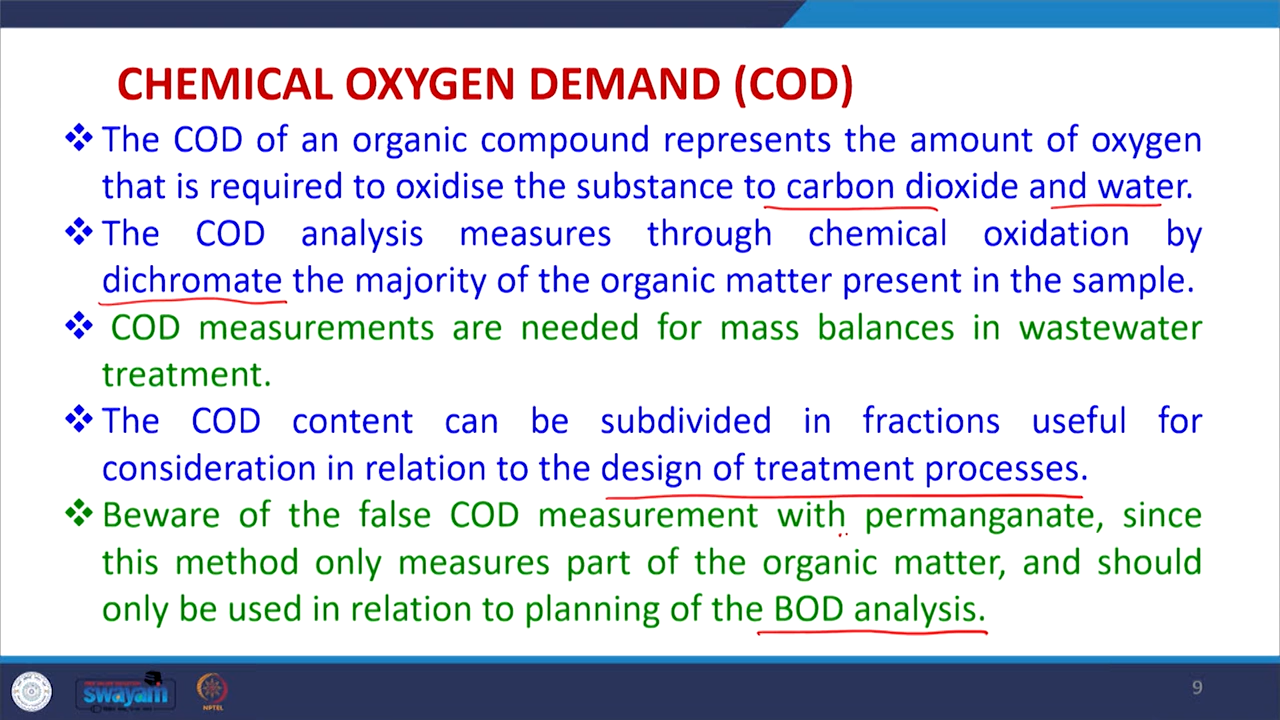 CHEMICAL OXYGEN DEMAND (COD)
❖ The COD of an organic compound represents the amount of oxygen
that is required to oxidise the substance to carbon dioxide and water.
❖ The COD analysis measures through chemical oxidation by
dichromate the majority of the organic matter present in the sample.
❖ COD measurements are needed for mass balances in wastewater
treatment.
❖ The COD content can be subdivided in fractions useful for
consideration in relation to the design of treatment processes.
❖ Beware of the false COD measurement with permanganate, since
this method only measures part of the organic matter, and should
only be used in relation to planning of the BOD analysis.
swayam
NPTEL
9